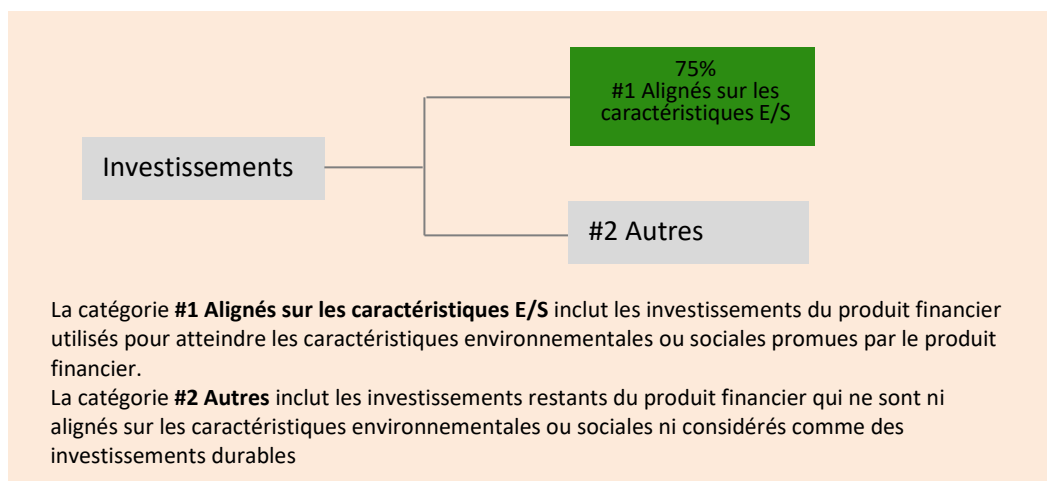 75%
#1 Alignés sur les
caractéristiques E/S
Investissements
#2 Autres
La catégorie #1 Alignés sur les caractéristiques E/S inclut les investissements du produit financier
utilisés pour atteindre les caractéristiques environnementales ou sociales promues par le produit
financier.
La catégorie #2 Autres inclut les investissements restants du produit financier qui ne sont ni
alignés sur les caractéristiques environnementales ou sociales ni considérés comme des
investissements durables